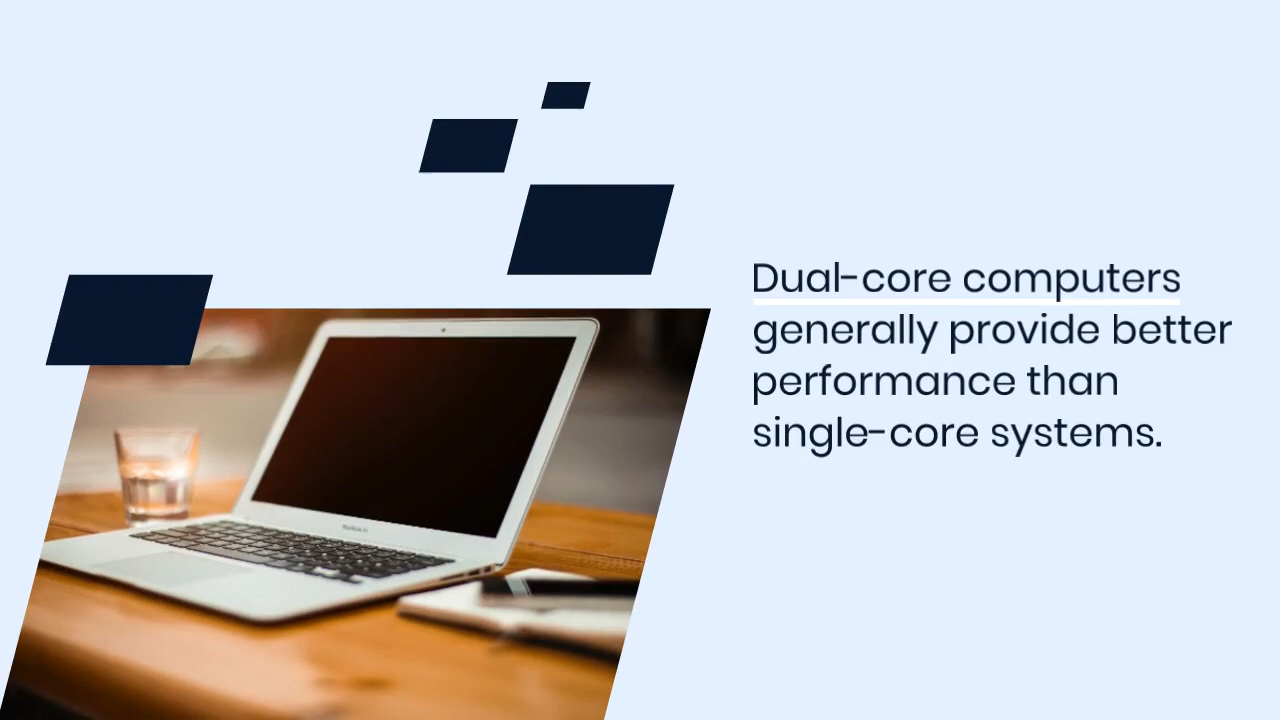 Dual-core computers
generally provide better
performance than
single-core systems.